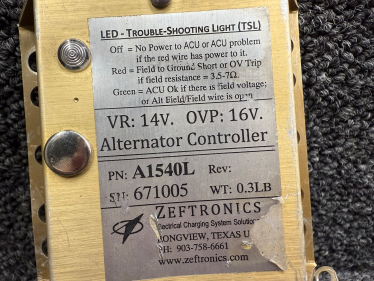 LED - TROUBLE-SHOOTING LIGHT (TSL)
Off = No Power to ACU or ACU problem
if the red wire has power to it.
Red = Field to Ground Short or OV Trip
if field resistance = 3.5-7Ω.
Green = ACU Ok if there is field voltage;
or Alt Field/Field wire is open
VR: 14V. OVP: 16V.
Alternator Controller
PN: A1540L Rev:
SN: 671005 WT: 0.3LB
ZEFTRONICS
Electrical Charging System Solution
LONGVIEW, TEXAS U
PH: 903-758-6661
www.zeftronics.com